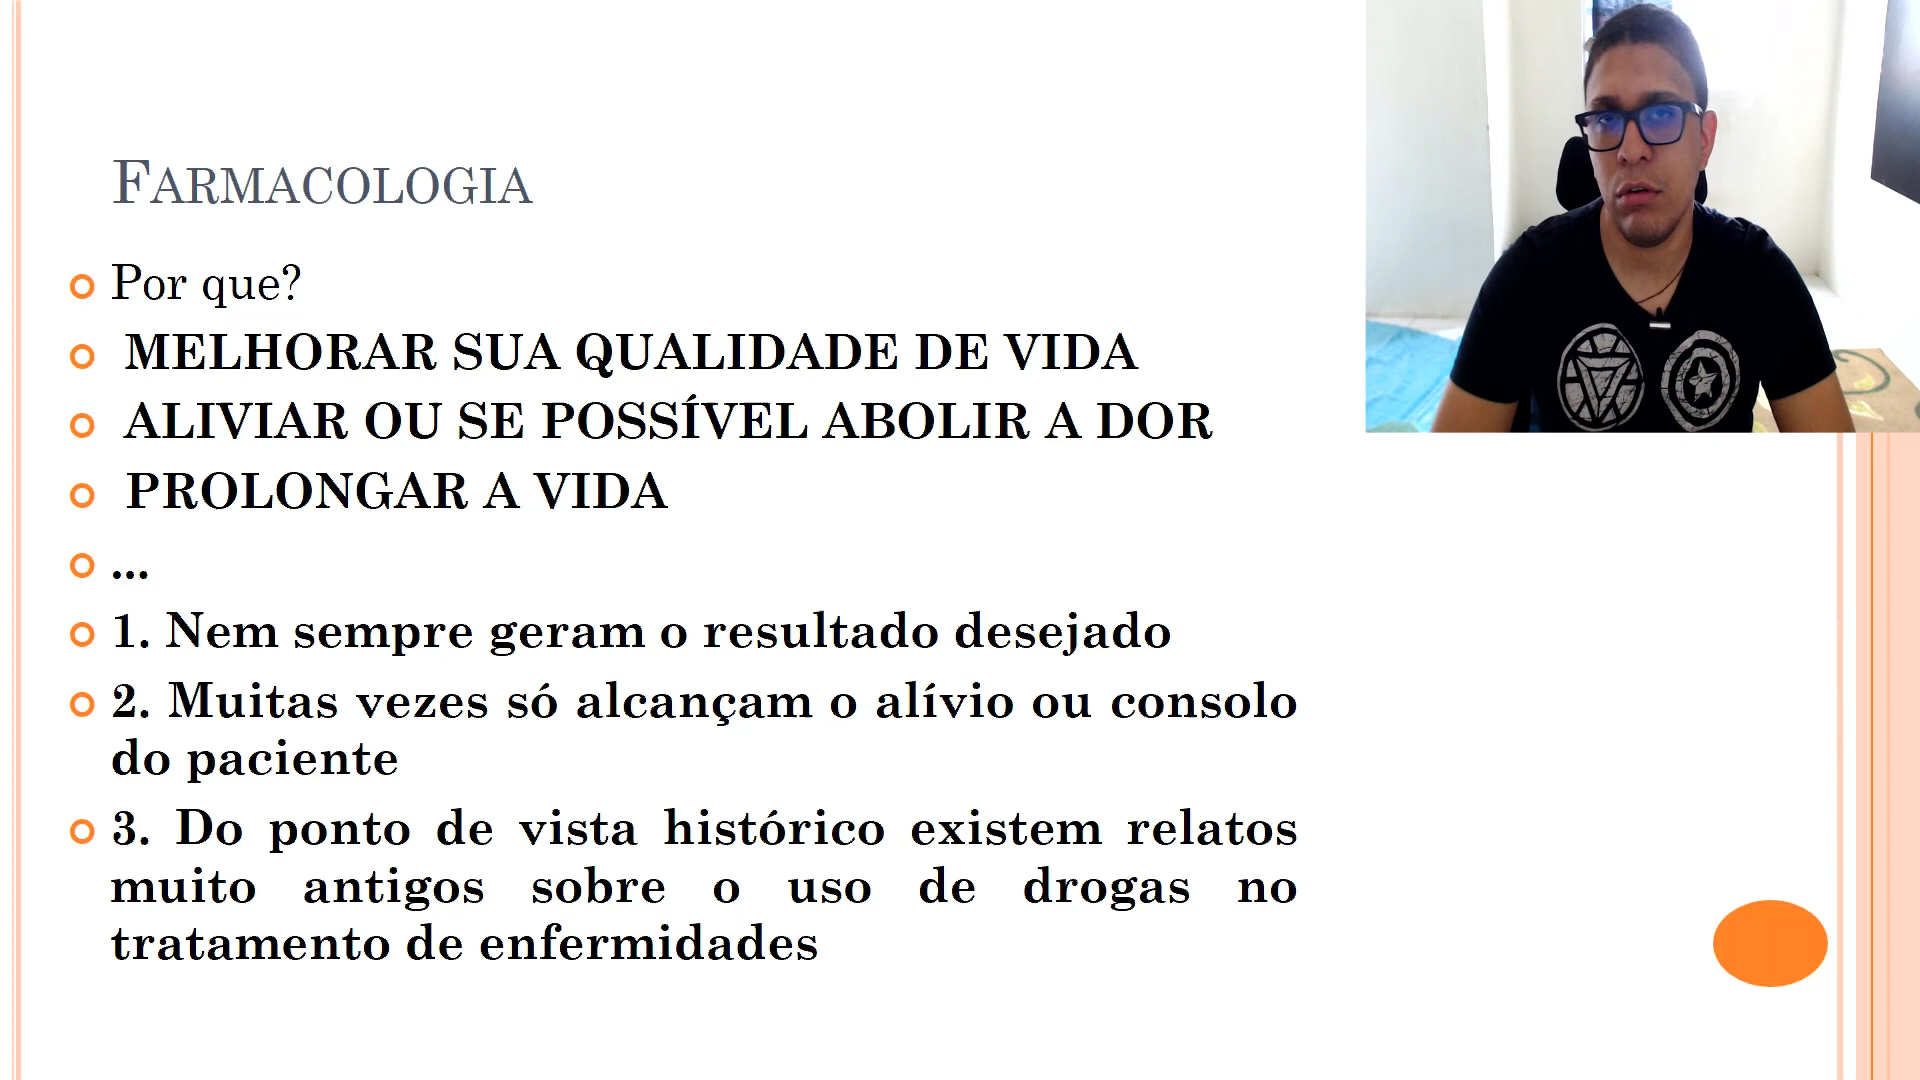 Farmacologia
Por que?
MELHORAR SUA QUALIDADE DE VIDA
ALIVIAR OU SE POSSÍVEL ABOLIR A DOR
PROLONGAR A VIDA
...
1. Nem sempre geram o resultado desejado
2. Muitas vezes só alcançam o alívio ou consolo
do paciente
3. Do ponto de vista histórico existem relatos
muito antigos sobre o uso de drogas no
tratamento de enfermidades